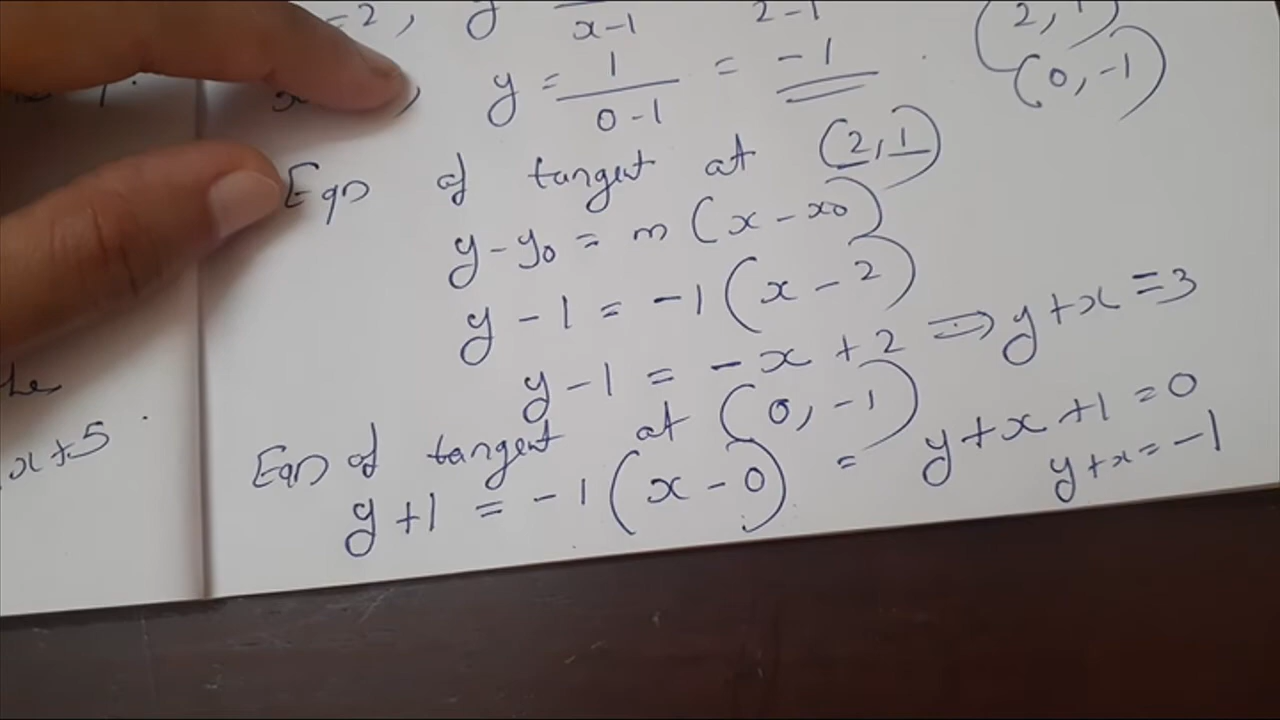 =2, y x-1 2-1 (2, 1)
y = 1/(0-1) = -1 . (0, -1)
Eqn of tangent at (2, 1)
y - y0 = m (x - x0)
y - 1 = -1 (x - 2)
y - 1 = -x + 2 ⇒ y + x = 3
Eqn of tangent at (0, -1)
y + 1 = -1 (x - 0) = y + x + 1 = 0
y + x = -1
x + 5